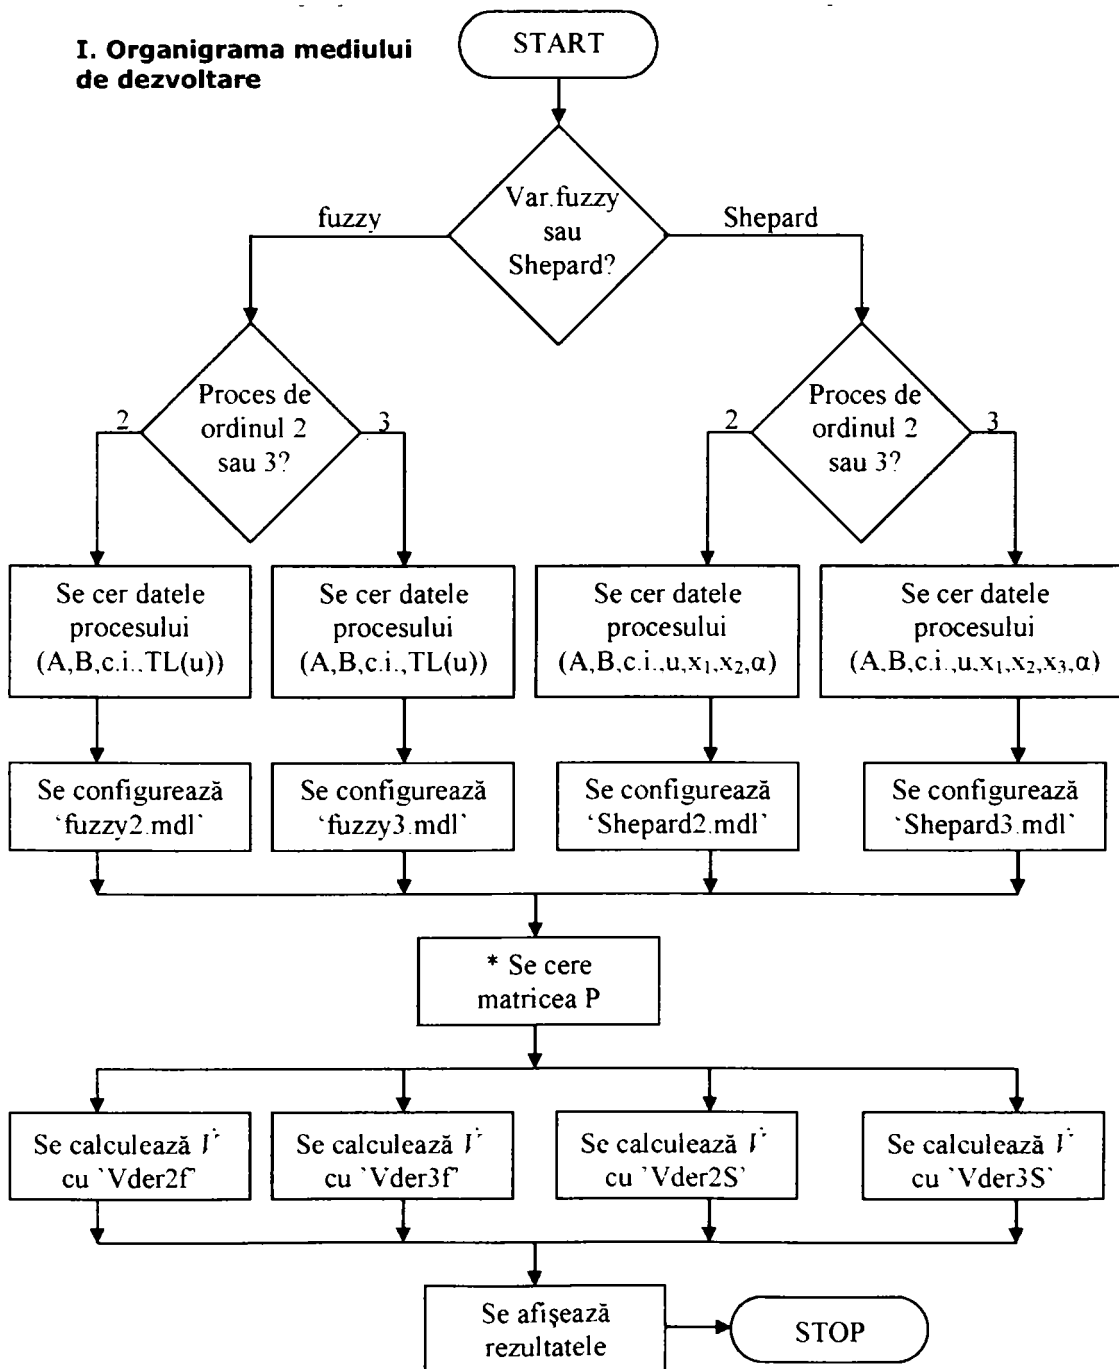 I. Organigrama mediului
de dezvoltare
START
Var.fuzzy
sau
Shepard?
fuzzy
Shepard
Proces de
ordinul 2
sau 3?
2
3
Proces de
ordinul 2
sau 3?
2
3
Se cer datele
procesului
(A,B,c.i.,TL(u))
Se cer datele
procesului
(A,B,c.i.,TL(u))
Se cer datele
procesului
(A,B,c.i.,u,x₁,x₂,α)
Se cer datele
procesului
(A,B,c.i.,u,x₁,x₂,x₃,α)
Se configurează
'fuzzy2.mdl'
Se configurează
'fuzzy3.mdl'
Se configurează
'Shepard2.mdl'
Se configurează
'Shepard3.mdl'
* Se cere
matricea P
Se calculează V̇
cu 'Vder2f'
Se calculează V̇
cu 'Vder3f'
Se calculează V̇
cu 'Vder2S'
Se calculează V̇
cu 'Vder3S'
Se afişează
rezultatele
STOP